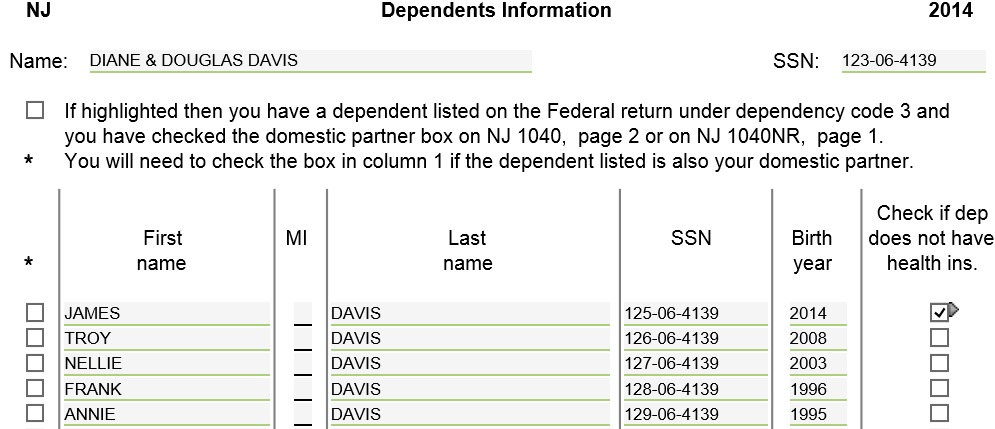 NJ Dependents Information 2014
Name: DIANE & DOUGLAS DAVIS SSN: 123-06-4139
If highlighted then you have a dependent listed on the Federal return under dependency code 3 and
you have checked the domestic partner box on NJ 1040, page 2 or on NJ 1040NR, page 1.
* You will need to check the box in column 1 if the dependent listed is also your domestic partner.
Check if dep
First MI Last SSN Birth does not have
* name name year health ins.
JAMES DAVIS 125-06-4139 2014
TROY DAVIS 126-06-4139 2008
NELLIE DAVIS 127-06-4139 2003
FRANK DAVIS 128-06-4139 1996
ANNIE DAVIS 129-06-4139 1995